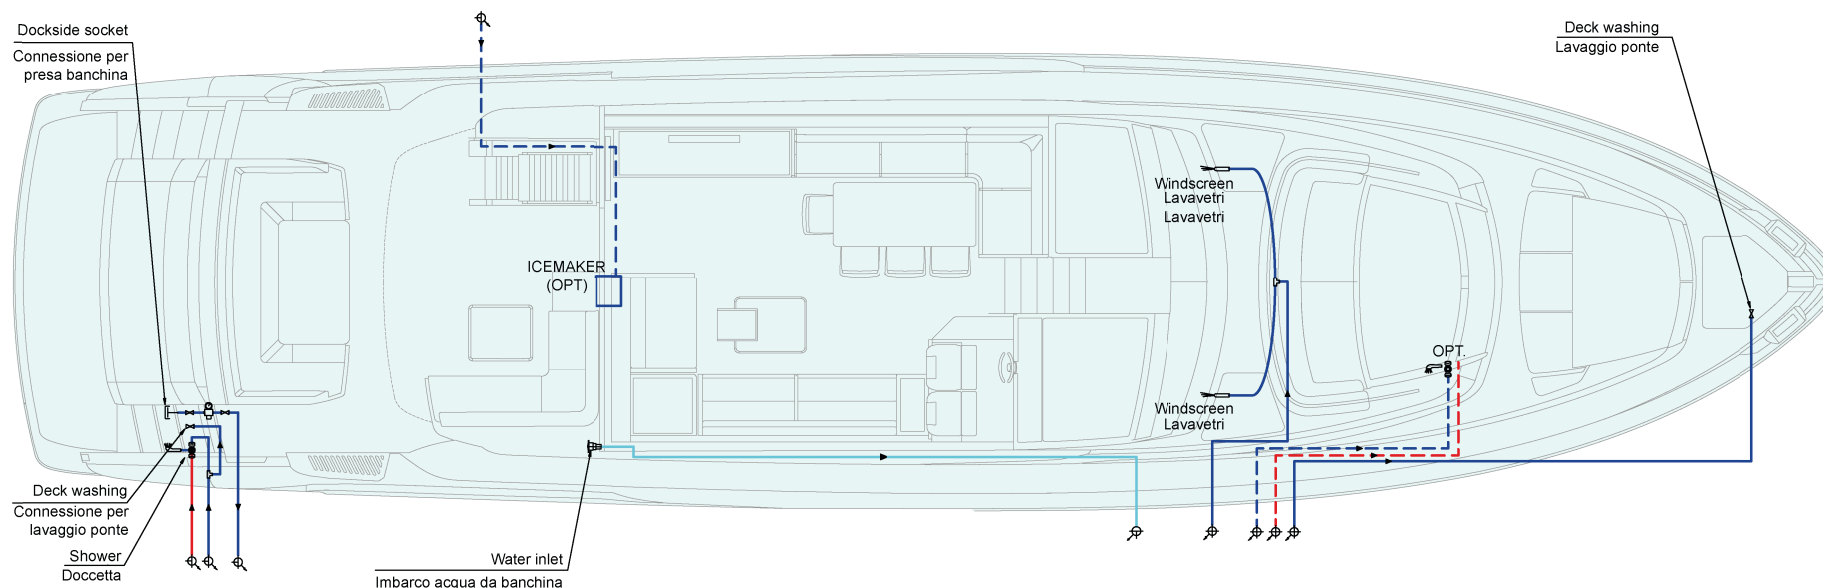 Dockside socket
Connessione per
presa banchina
Deck washing
Lavaggio ponte
Windscreen
Lavavetri
Lavavetri
ICEMAKER
(OPT)
OPT.
Windscreen
Lavavetri
Deck washing
Connessione per
lavaggio ponte
Shower
Doccetta
Water inlet
Imbarco acqua da banchina